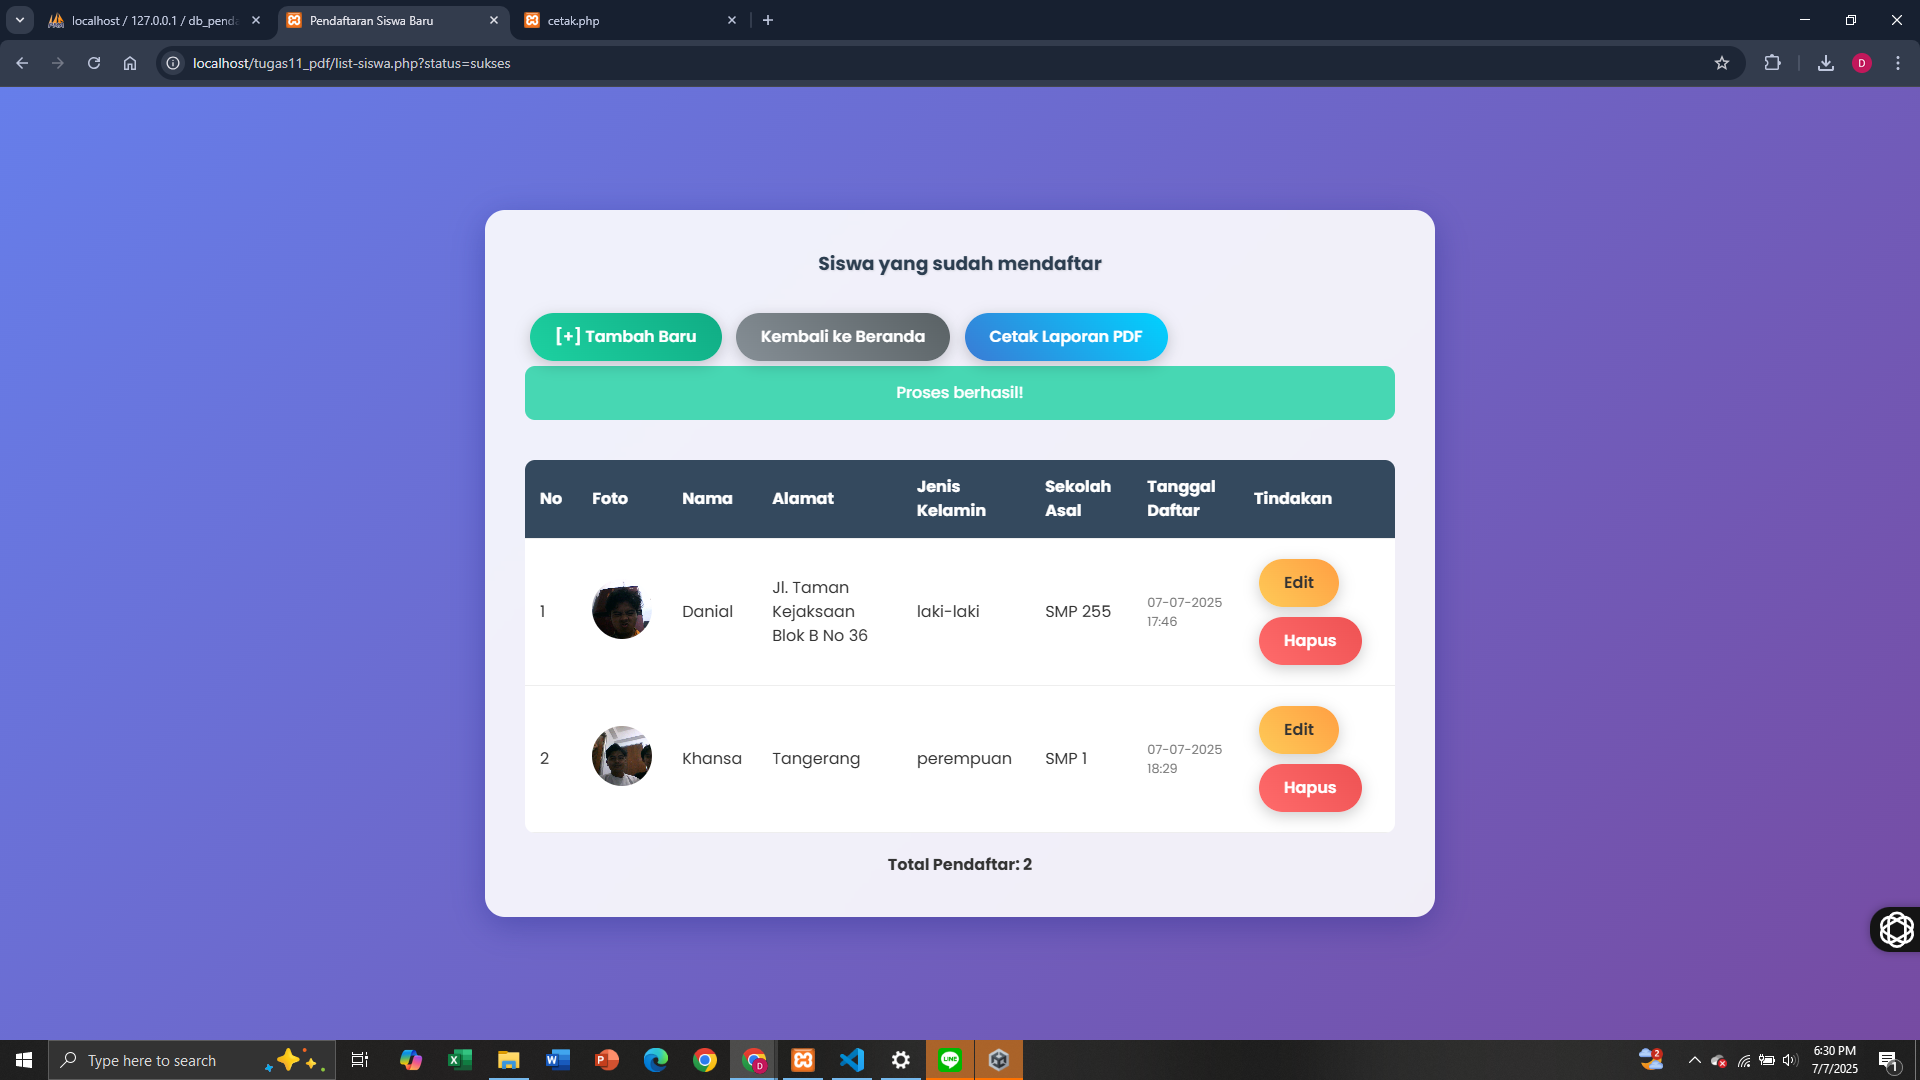 localhost / 127.0.0.1 / db_penda
Pendaftaran Siswa Baru
cetak.php
localhost/tugas11_pdf/list-siswa.php?status=sukses
D
Siswa yang sudah mendaftar
[+] Tambah Baru
Kembali ke Beranda
Cetak Laporan PDF
Proses berhasil!
No
Foto
Nama
Alamat
Jenis
Kelamin
Sekolah
Asal
Tanggal
Daftar
Tindakan
1
Danial
Jl. Taman
Kejaksaan
Blok B No 36
laki-laki
SMP 255
07-07-2025
17:46
Edit
Hapus
2
Khansa
Tangerang
perempuan
SMP 1
07-07-2025
18:29
Edit
Hapus
Total Pendaftar: 2
Type here to search
D
LINE
2
6:30 PM
7/7/2025
1